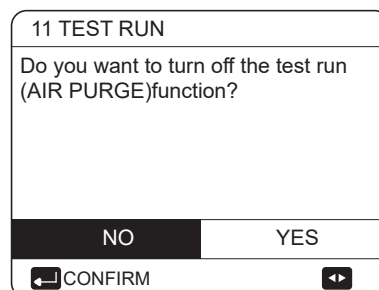 11 TEST RUN
Do you want to turn off the test run
(AIR PURGE)function?
NO YES
CONFIRM